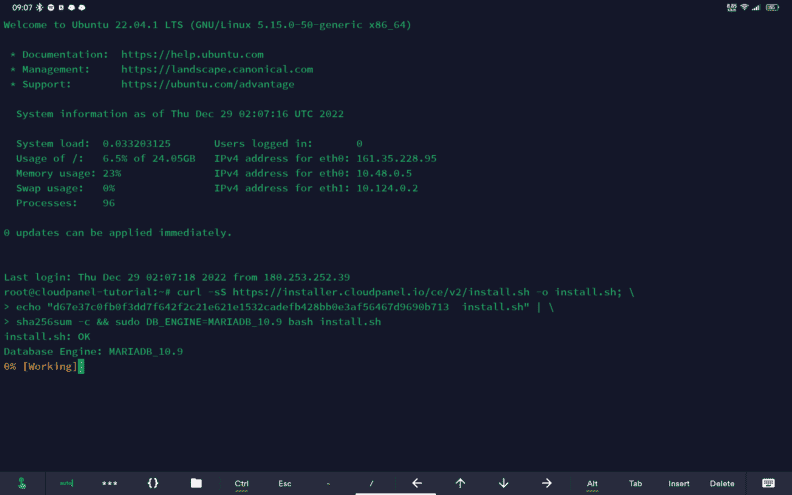 09:07
Welcome to Ubuntu 22.04.1 LTS (GNU/Linux 5.15.0-50-generic x86_64)
* Documentation:  https://help.ubuntu.com
* Management:     https://landscape.canonical.com
* Support:        https://ubuntu.com/advantage
System information as of Thu Dec 29 02:07:16 UTC 2022
System load:  0.033203125       Users logged in:       0
Usage of /:   6.5% of 24.05GB   IPv4 address for eth0: 161.35.228.95
Memory usage: 23%               IPv4 address for eth0: 10.48.0.5
Swap usage:   0%                IPv4 address for eth1: 10.124.0.2
Processes:    96
0 updates can be applied immediately.
Last login: Thu Dec 29 02:07:18 2022 from 180.253.252.39
root@cloudpanel-tutorial:~# curl -sS https://installer.cloudpanel.io/ce/v2/install.sh -o install.sh; \
> echo "d67e37c0fb0f3dd7f642f2c21e621e1532cadefb428bb0e3af56467d9690b713  install.sh" | \
> sha256sum -c && sudo DB_ENGINE=MARIADB_10.9 bash install.sh
install.sh: OK
Database Engine: MARIADB_10.9
0% [Working]
auto
*** {} Ctrl Esc - / ← ↑ ↓ → Alt Tab Insert Delete